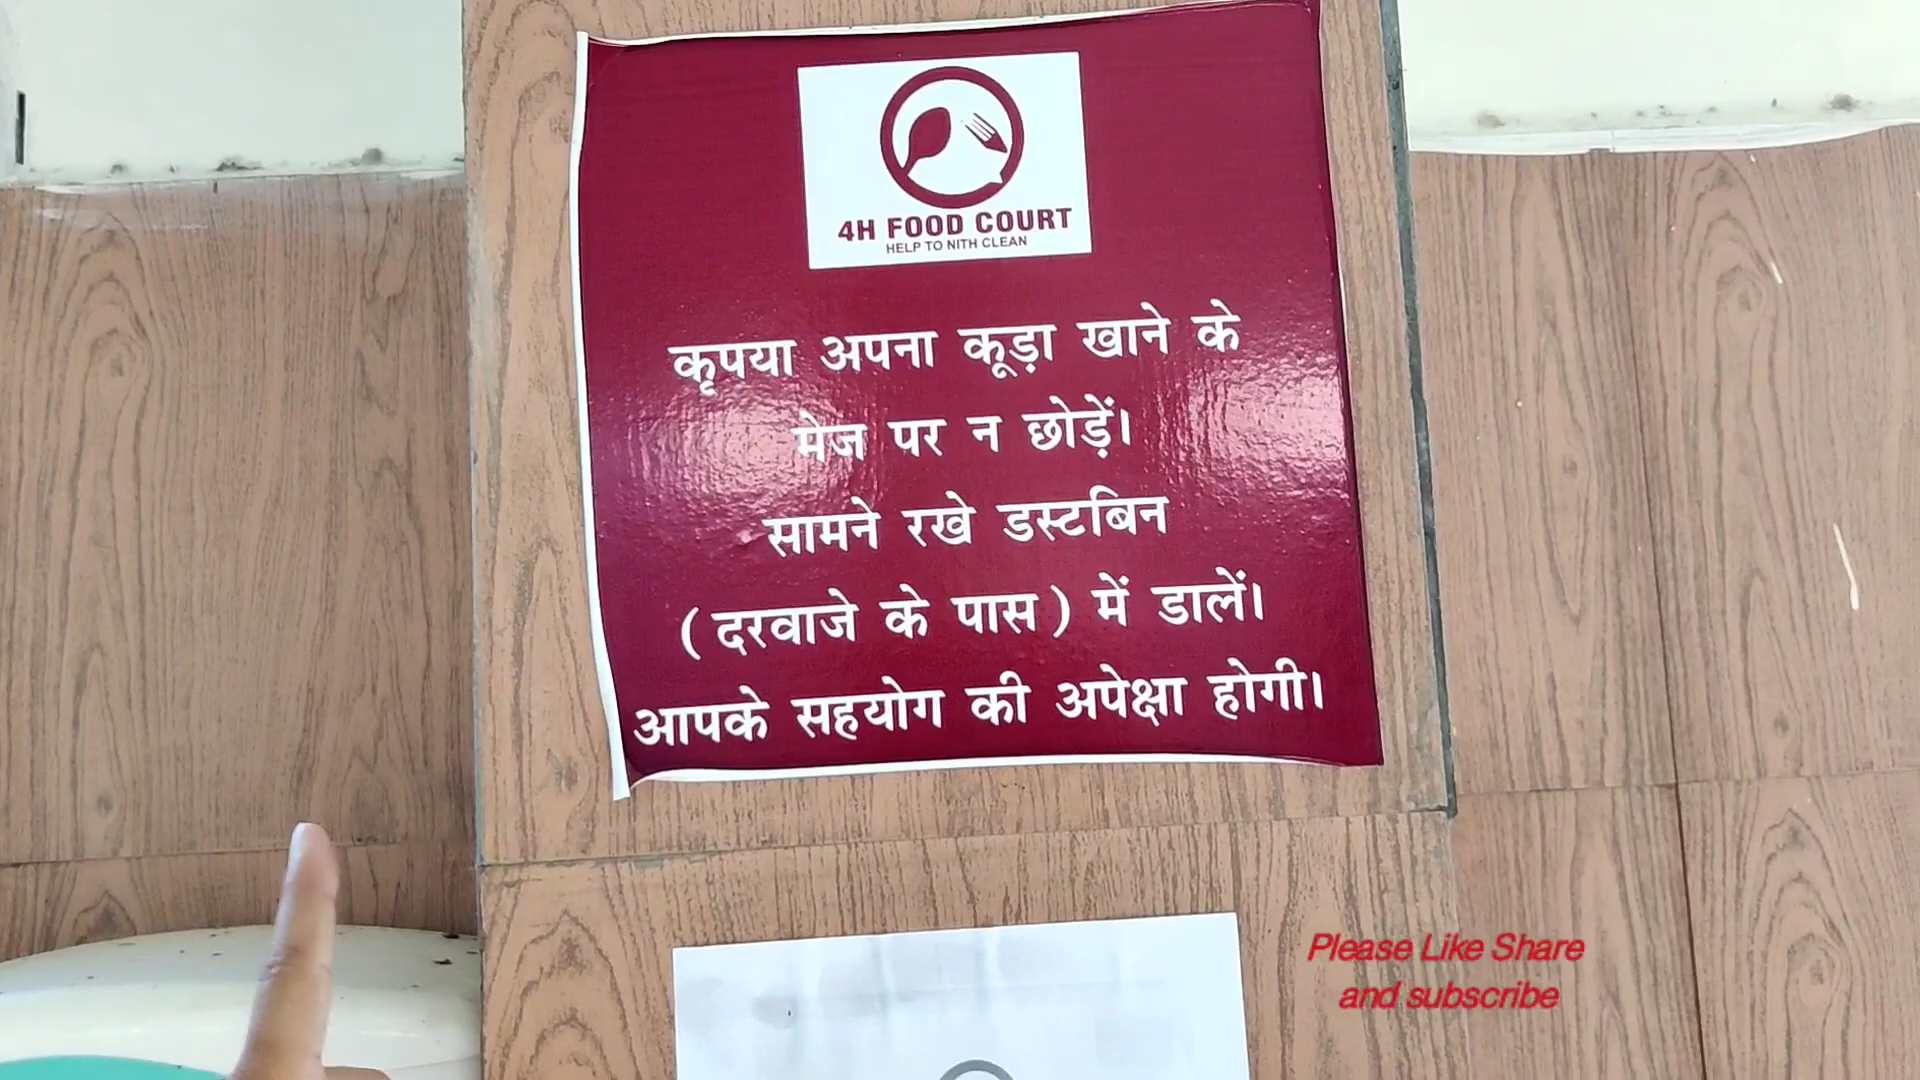 4H FOOD COURT
HELP TO NITH CLEAN
कृपया अपना कूड़ा खाने के
मेज पर न छोड़ें।
सामने रखे डस्टबिन
(दरवाजे के पास) में डालें।
आपके सहयोग की अपेक्षा होगी।
Please Like Share
and subscribe